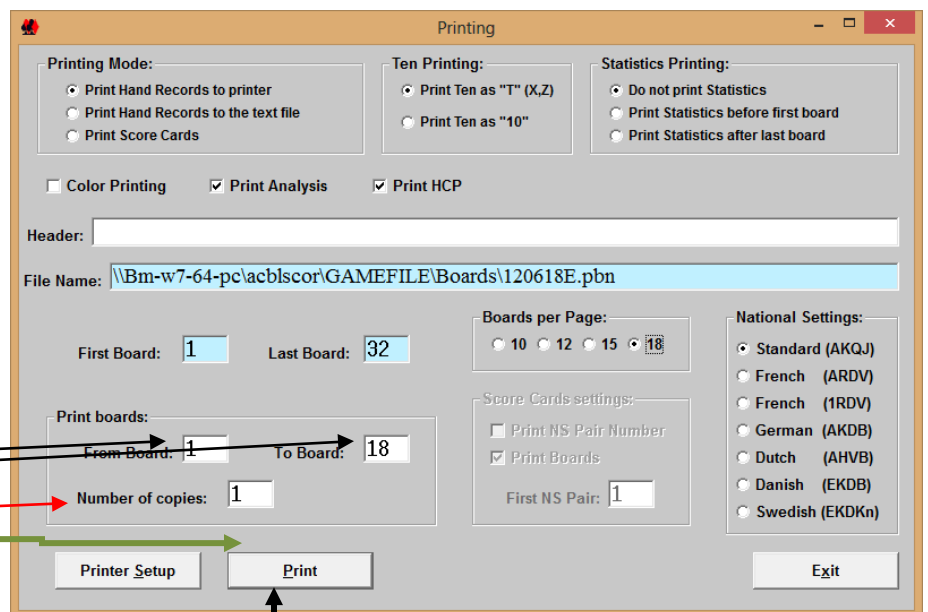 Printing
Printing Mode:
Print Hand Records to printer
Print Hand Records to the text file
Print Score Cards
Ten Printing:
Print Ten as "T" (X,Z)
Print Ten as "10"
Statistics Printing:
Do not print Statistics
Print Statistics before first board
Print Statistics after last board
Color Printing
Print Analysis
Print HCP
Header:
File Name: \\Bm-w7-64-pc\acblscor\GAMEFILE\Boards\120618E.pbn
First Board: 1
Last Board: 32
Boards per Page:
10 12 15 18
National Settings:
Standard (AKQJ)
French (ARDV)
French (1RDV)
German (AKDB)
Dutch (AHVB)
Danish (EKDB)
Swedish (EKDKn)
Print boards:
From Board: 1
To Board: 18
Number of copies: 1
Score Cards settings:
Print NS Pair Number
Print Boards
First NS Pair: 1
Printer Setup
Print
Exit